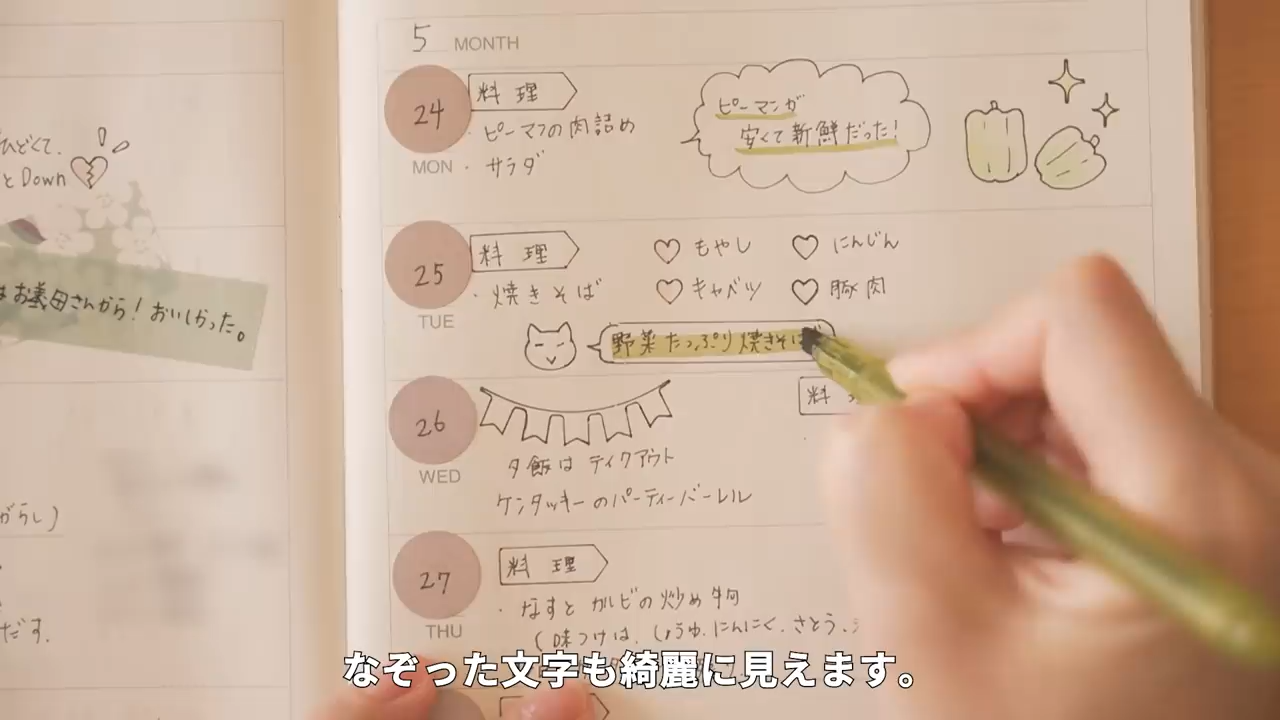 ひどくて、
と Down
はお義母さんから！おいしかった。
がらし）
だす。
5 MONTH
24 MON
料理
・ピーマンの肉詰め
・サラダ
ピーマンが
安くて新鮮だった！
25 TUE
料理
・焼きそば
もやし
にんじん
キャベツ
豚肉
野菜たっぷり焼きそば
26 WED
夕飯は テイクアウト
ケンタッキーのパーティーバーレル
料
27 THU
料理
・なすと カルビの炒め物
（味つけは、しょうゆ、にんにく、さとう、
なぞった文字も綺麗に見えます。